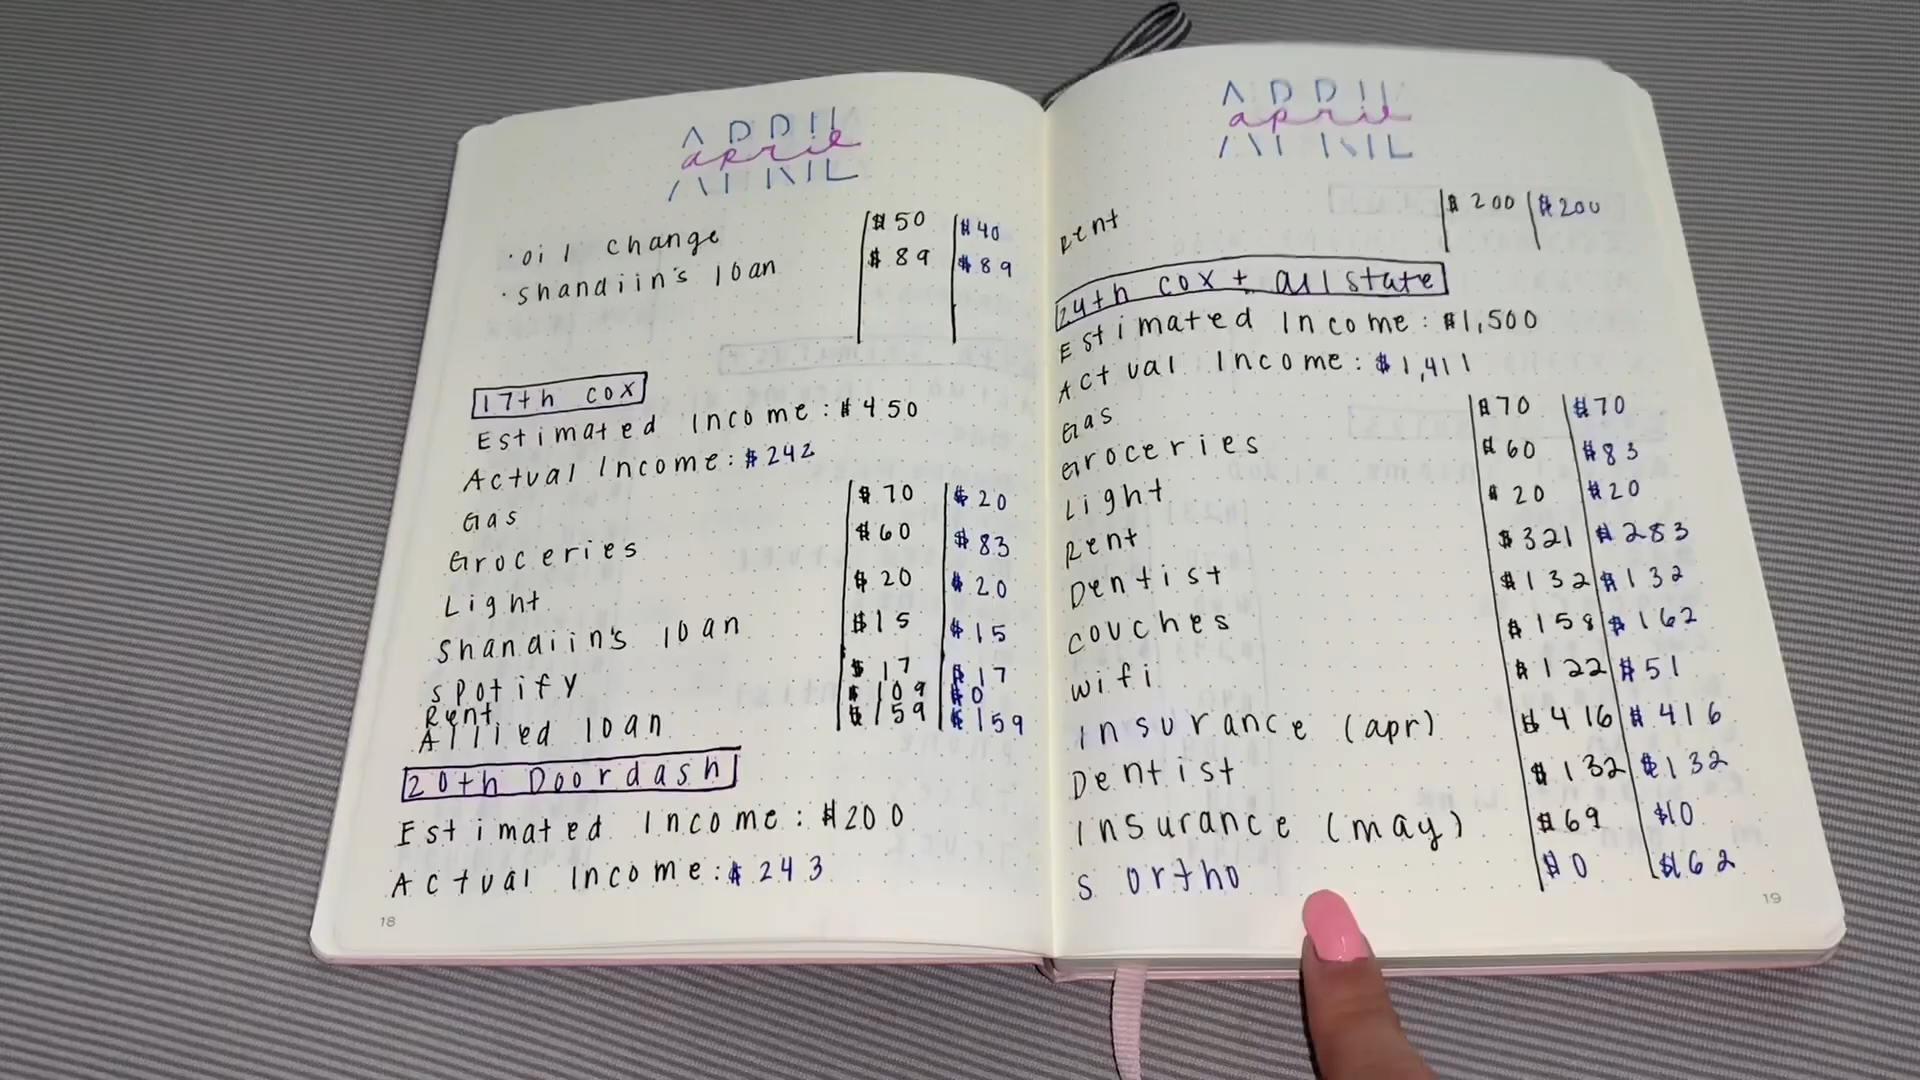 APRIL
april
· oil change $50 $40
· shandiin's loan $89 $89
17th cox
Estimated Income: $450
Actual Income: $242
Gas $70 $20
Groceries $60 $83
Light $20 $20
Shandiin's loan $15 $15
Spotify $17 $17
Rent $109 $0
Allied loan $159 $159
20th Doordash
Estimated Income: $200
Actual Income: $243
18
APRIL
april
Rent $200 $200
24th cox + allstate
Estimated Income: $1,500
Actual Income: $1,411
Gas $70 $70
Groceries $60 $83
Light $20 $20
Rent $321 $283
Dentist $132 $132
couches $158 $162
wifi $122 $51
Insurance (apr) $416 $416
Dentist $132 $132
Insurance (may) $69 $10
S ortho $0 $162
19